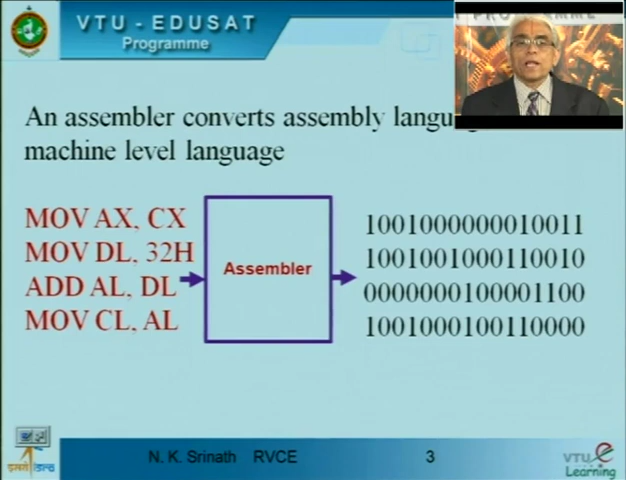 VTU - EDUSAT
Programme
PROGRAMME
An assembler converts assembly
machine level language
MOV AX, CX
MOV DL, 32H
ADD AL, DL
MOV CL, AL
Assembler
1001000000010011
1001001000110010
0000000100001100
1001000100110000
N. K. Srinath RVCE
3
VTU e
Learning